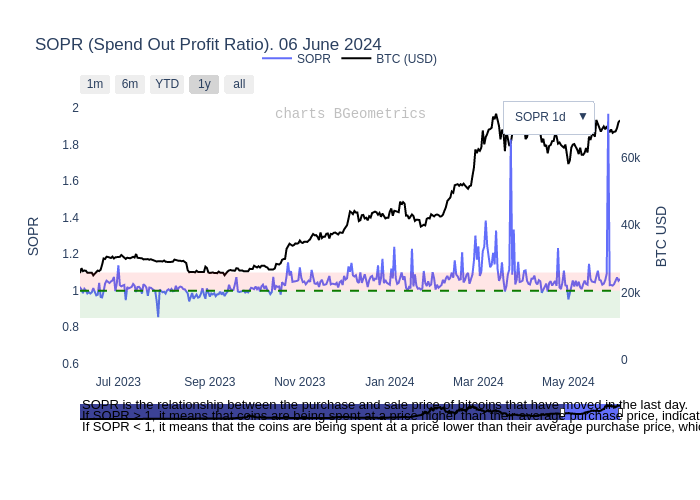 SOPR (Spend Out Profit Ratio). 06 June 2024
SOPR BTC (USD)
1m 6m YTD 1y all
charts BGeometrics
SOPR 1d ▼
2
1.8
1.6
1.4
1.2
1
0.8
0.6
SOPR
60k
40k
20k
0
BTC USD
Jul 2023 Sep 2023 Nov 2023 Jan 2024 Mar 2024 May 2024
SOPR is the relationship between the purchase and sale price of bitcoins that have moved in the last day.
If SOPR > 1, it means that coins are being spent at a price higher than their average purchase price, indicat
If SOPR < 1, it means that the coins are being spent at a price lower than their average purchase price, whic